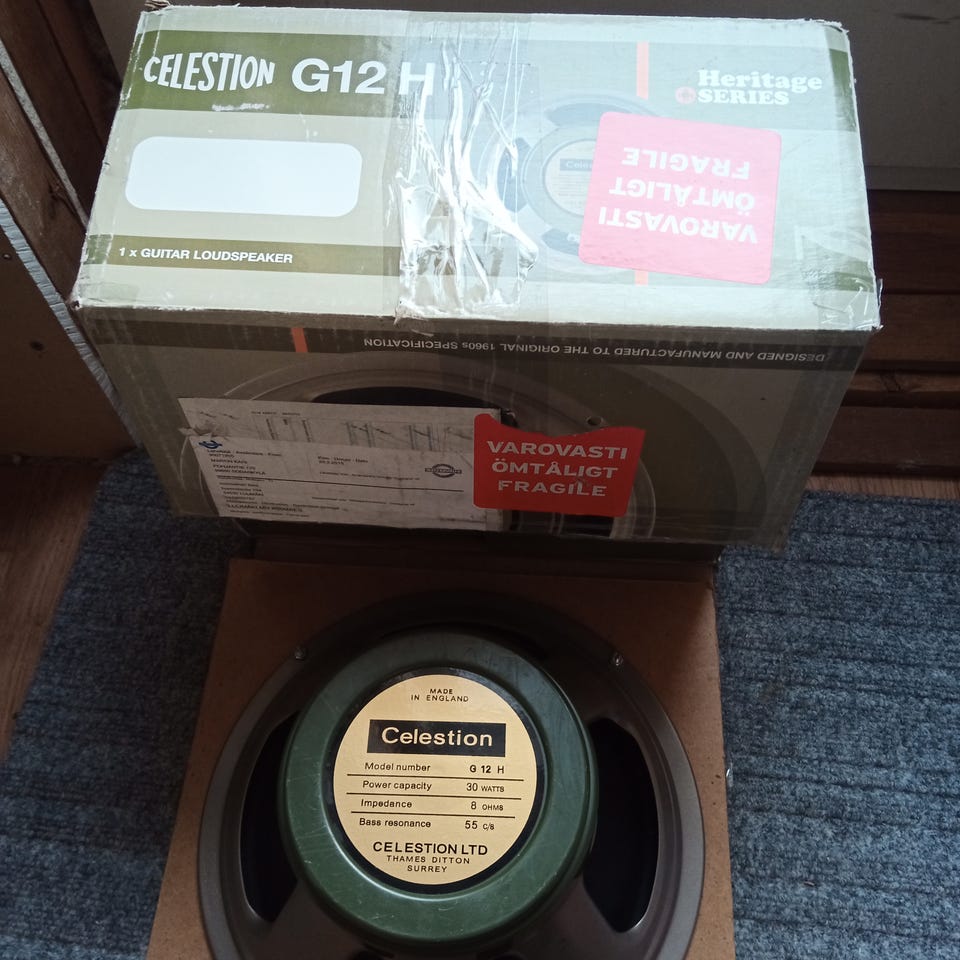 CELESTION G12 H
Heritage
SERIES
VAROVASTI
ÖMTÅLIGT
FRAGILE
1 x GUITAR LOUDSPEAKER
DESIGNED AND MANUFACTURED TO THE ORIGINAL 1960s SPECIFICATION
VAROVASTI
ÖMTÅLIGT
FRAGILE
MADE
IN ENGLAND
Celestion
Model number G 12 H
Power capacity 30 WATTS
Impedance 8 OHMS
Bass resonance 55 C/S
CELESTION LTD
THAMES DITTON
SURREY